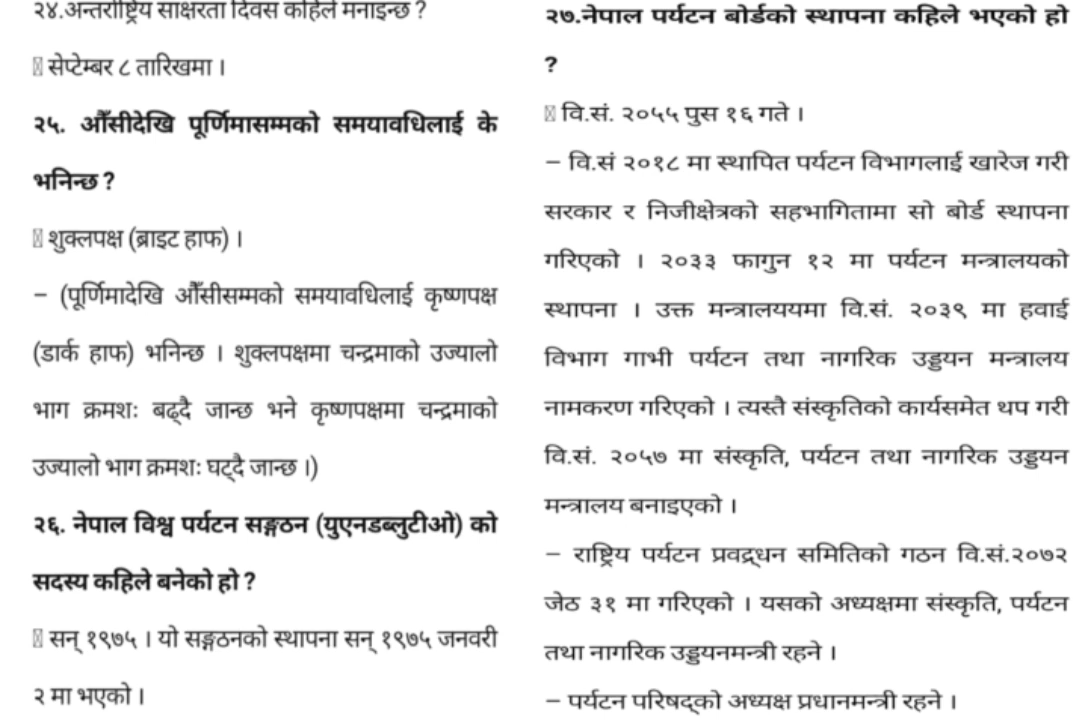 २४.अन्तर्राष्ट्रिय साक्षरता दिवस कहिले मनाइन्छ ?
सेप्टेम्बर ८ तारिखमा ।
२५. औँसीदेखि पूर्णिमासम्मको समयावधिलाई के
भनिन्छ ?
शुक्लपक्ष (ब्राइट हाफ) ।
– (पूर्णिमादेखि औँसीसम्मको समयावधिलाई कृष्णपक्ष
(डार्क हाफ) भनिन्छ । शुक्लपक्षमा चन्द्रमाको उज्यालो
भाग क्रमशः बढ्दै जान्छ भने कृष्णपक्षमा चन्द्रमाको
उज्यालो भाग क्रमशः घट्दै जान्छ ।)
२६. नेपाल विश्व पर्यटन सङ्गठन (युएनडब्लुटीओ) को
सदस्य कहिले बनेको हो ?
सन् १९७५ । यो सङ्गठनको स्थापना सन् १९७५ जनवरी
२ मा भएको ।
२७.नेपाल पर्यटन बोर्डको स्थापना कहिले भएको हो
?
वि.सं. २०५५ पुस १६ गते ।
– वि.सं २०१८ मा स्थापित पर्यटन विभागलाई खारेज गरी
सरकार र निजीक्षेत्रको सहभागितामा सो बोर्ड स्थापना
गरिएको । २०३३ फागुन १२ मा पर्यटन मन्त्रालयको
स्थापना । उक्त मन्त्रालययमा वि.सं. २०३९ मा हवाई
विभाग गाभी पर्यटन तथा नागरिक उड्डयन मन्त्रालय
नामकरण गरिएको । त्यस्तै संस्कृतिको कार्यसमेत थप गरी
वि.सं. २०५७ मा संस्कृति, पर्यटन तथा नागरिक उड्डयन
मन्त्रालय बनाइएको ।
– राष्ट्रिय पर्यटन प्रवद्र्धन समितिको गठन वि.सं.२०७२
जेठ ३१ मा गरिएको । यसको अध्यक्षमा संस्कृति, पर्यटन
तथा नागरिक उड्डयनमन्त्री रहने ।
– पर्यटन परिषद्को अध्यक्ष प्रधानमन्त्री रहने ।